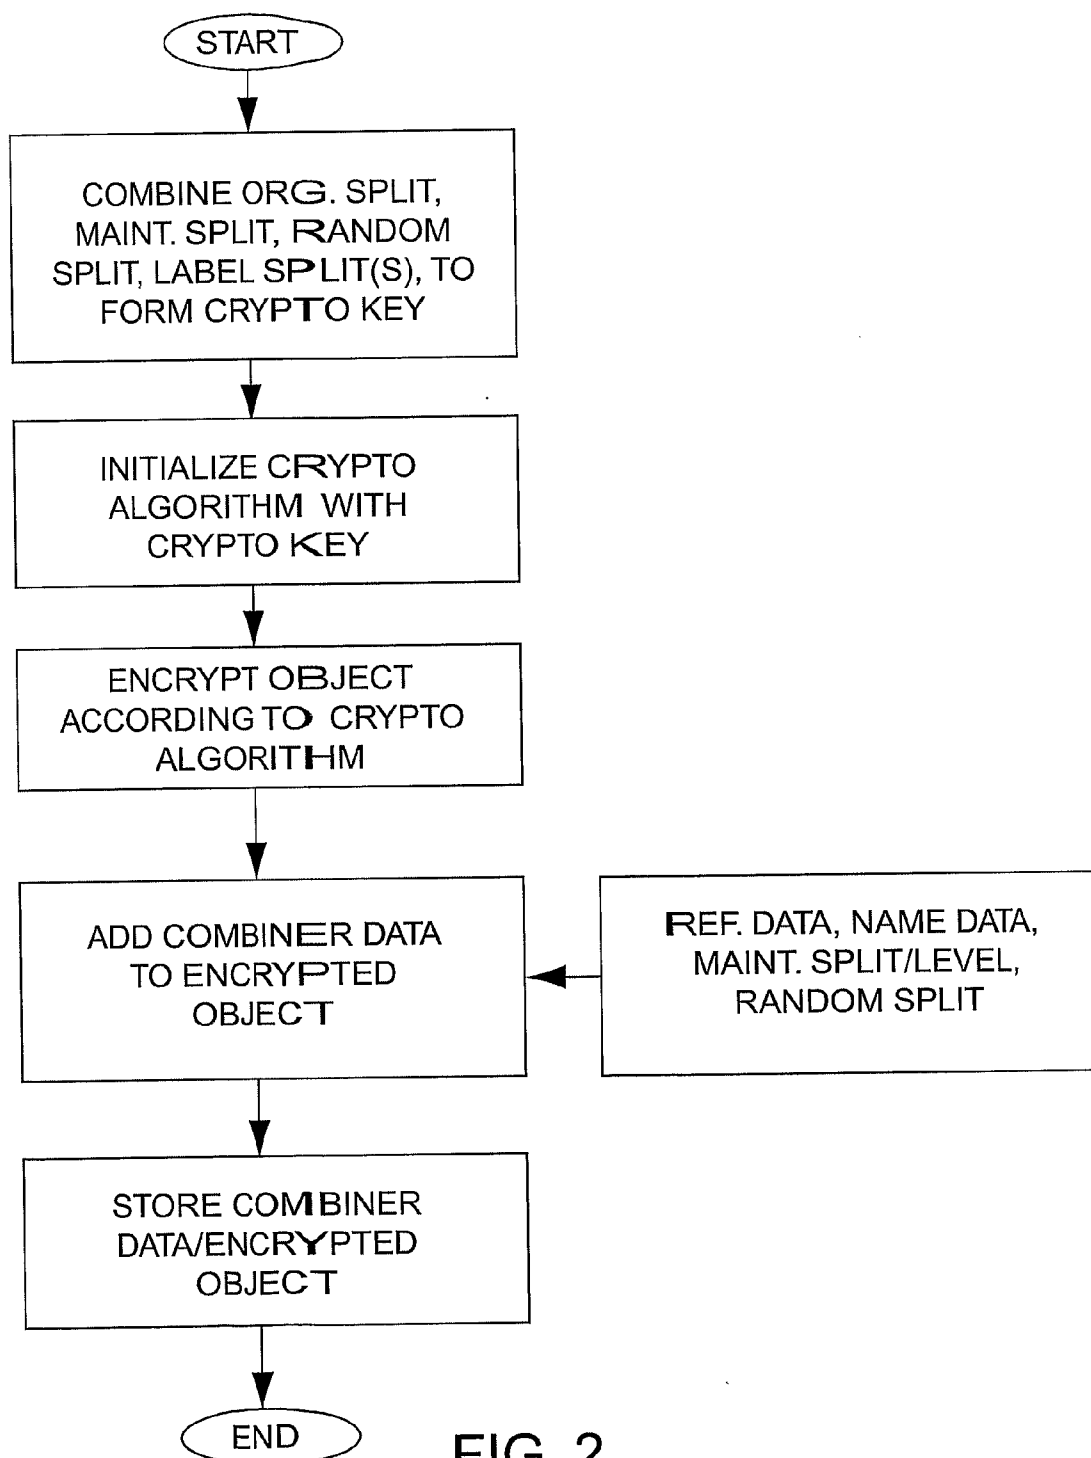 START
COMBINE ORG. SPLIT,
MAINT. SPLIT, RANDOM
SPLIT, LABEL SPLIT(S), TO
FORM CRYPTO KEY
INITIALIZE CRYPTO
ALGORITHM WITH
CRYPTO KEY
ENCRYPT OBJECT
ACCORDING TO CRYPTO
ALGORITHM
ADD COMBINER DATA
TO ENCRYPTED
OBJECT
REF. DATA, NAME DATA,
MAINT. SPLIT/LEVEL,
RANDOM SPLIT
STORE COMBINER
DATA/ENCRYPTED
OBJECT
END
FIG. 2